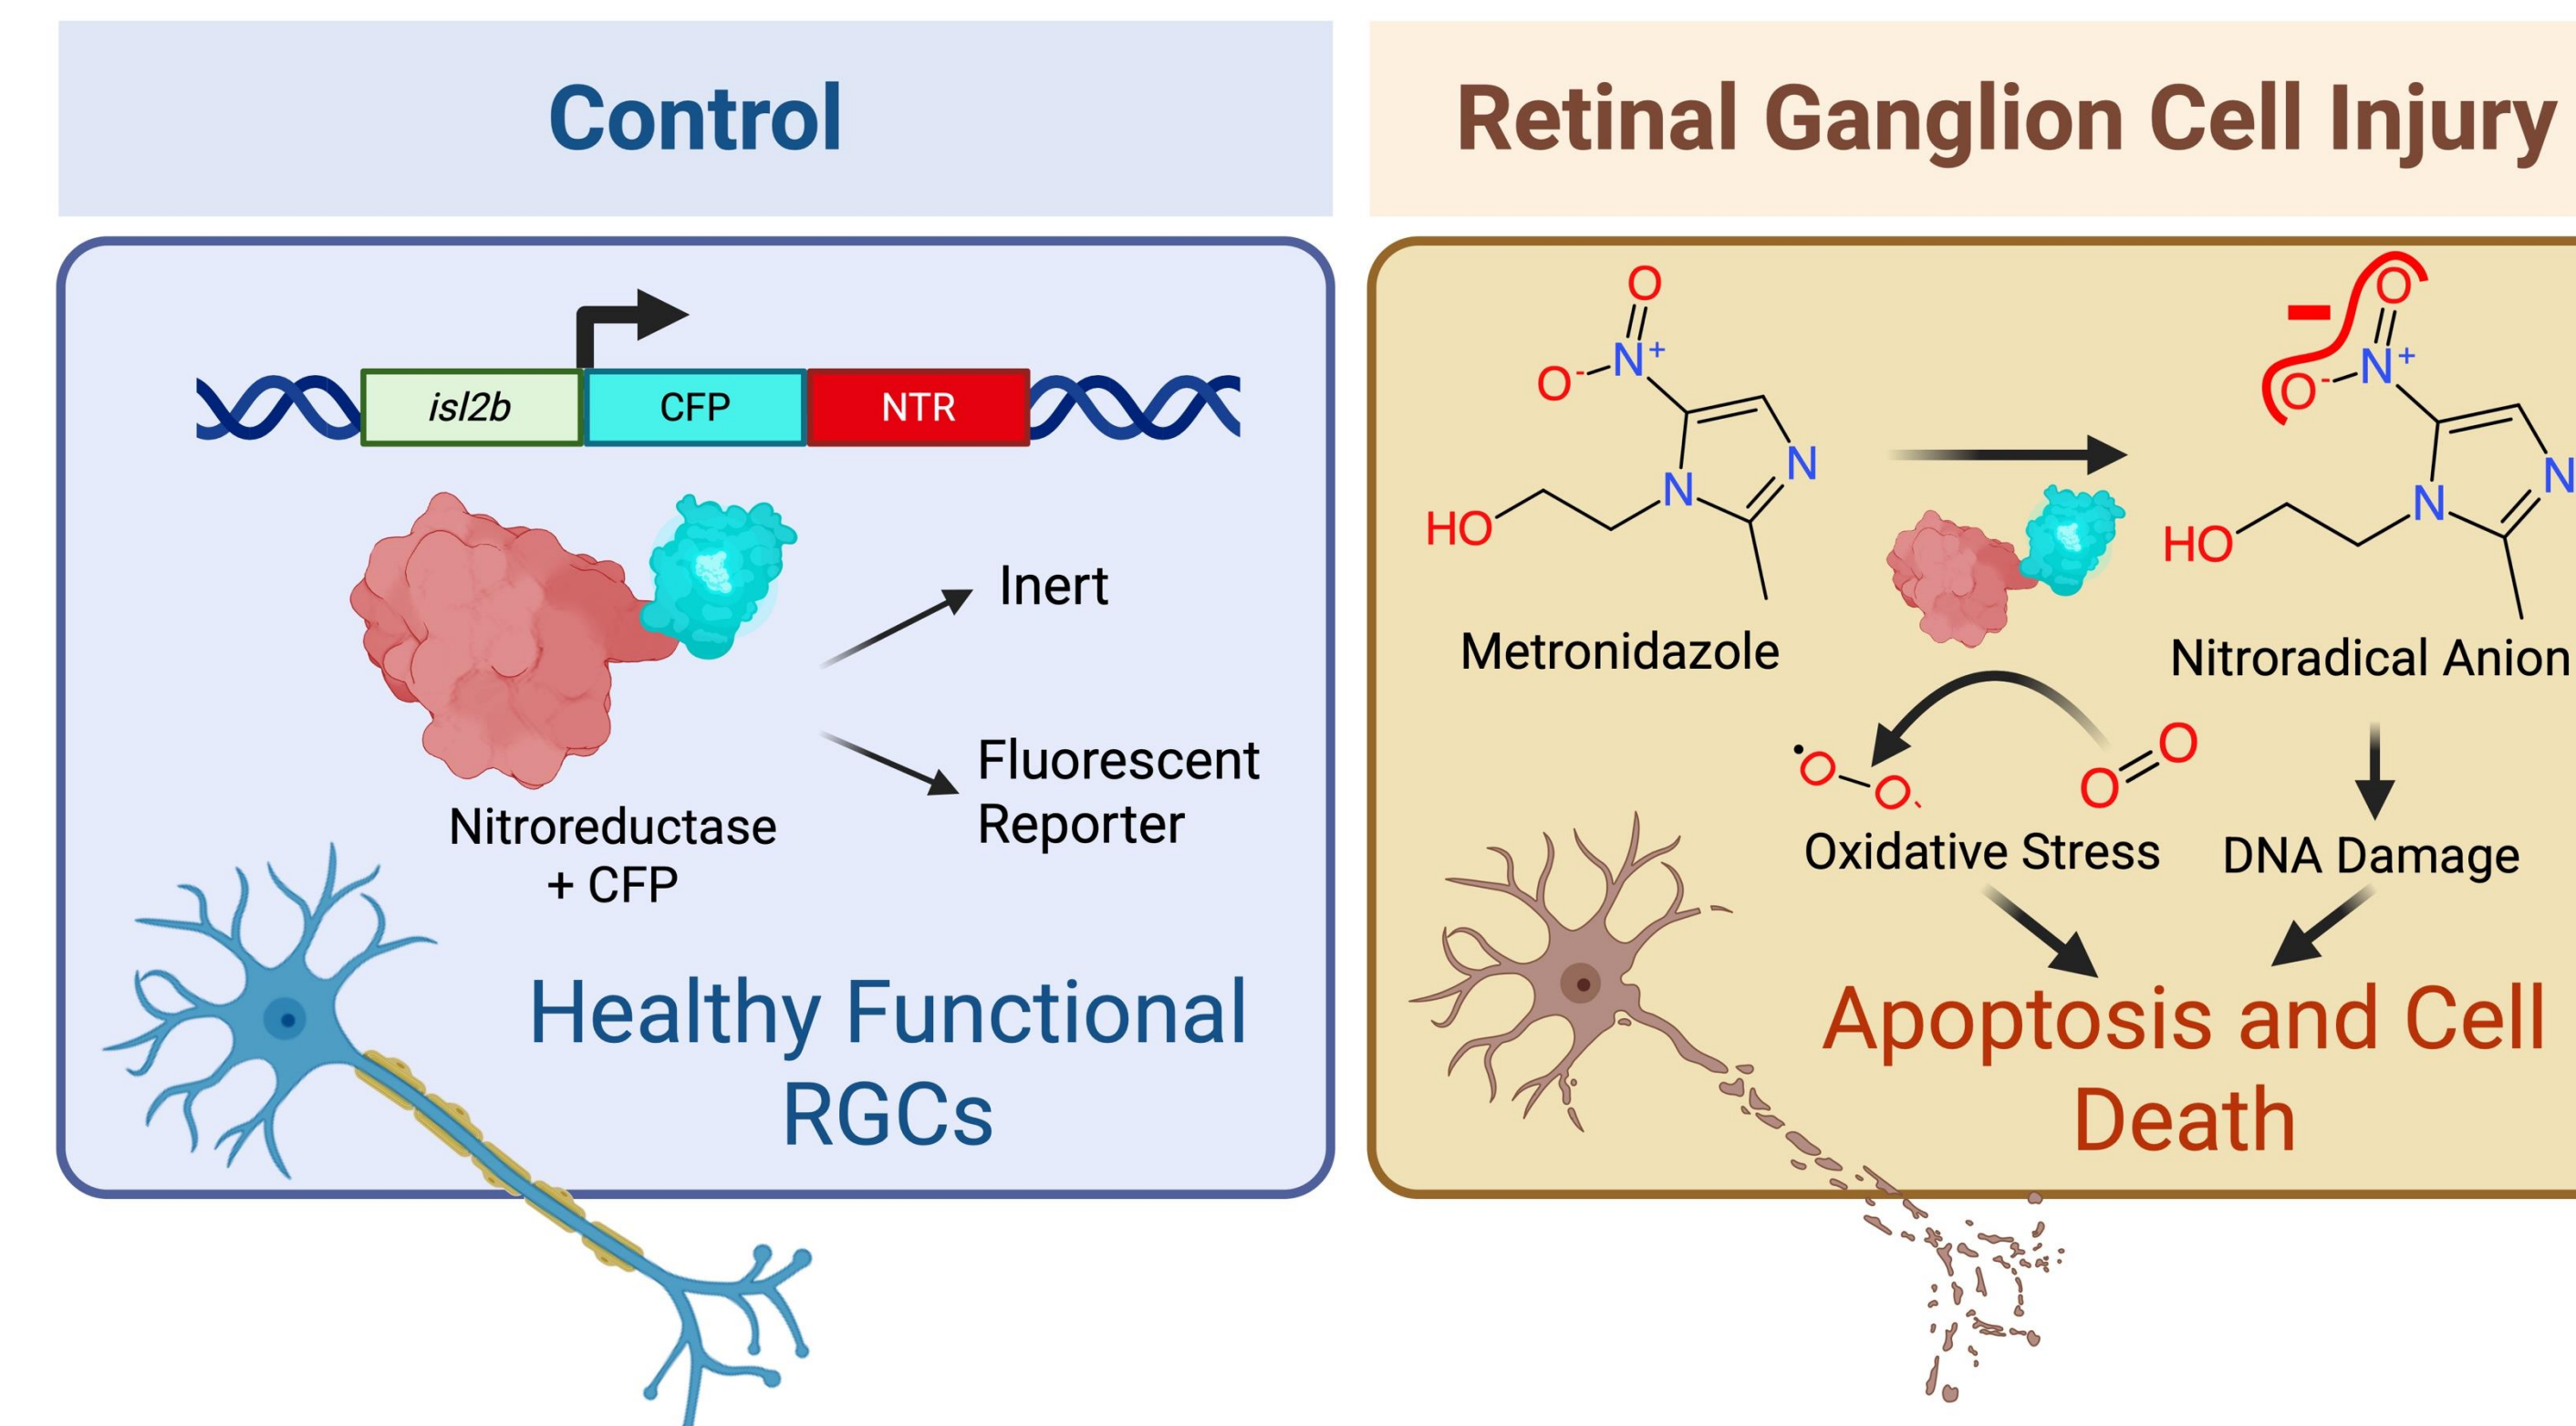 Control
isl2b
CFP
NTR
Inert
Fluorescent
Reporter
Nitroreductase
+ CFP
Healthy Functional
RGCs
Retinal Ganglion Cell Injury
O
N+
O-
N
N
HO
Metronidazole
O
N+
O-
N
N
HO
Nitroradical Anion
O
O
O
O
Oxidative Stress
DNA Damage
Apoptosis and Cell
Death